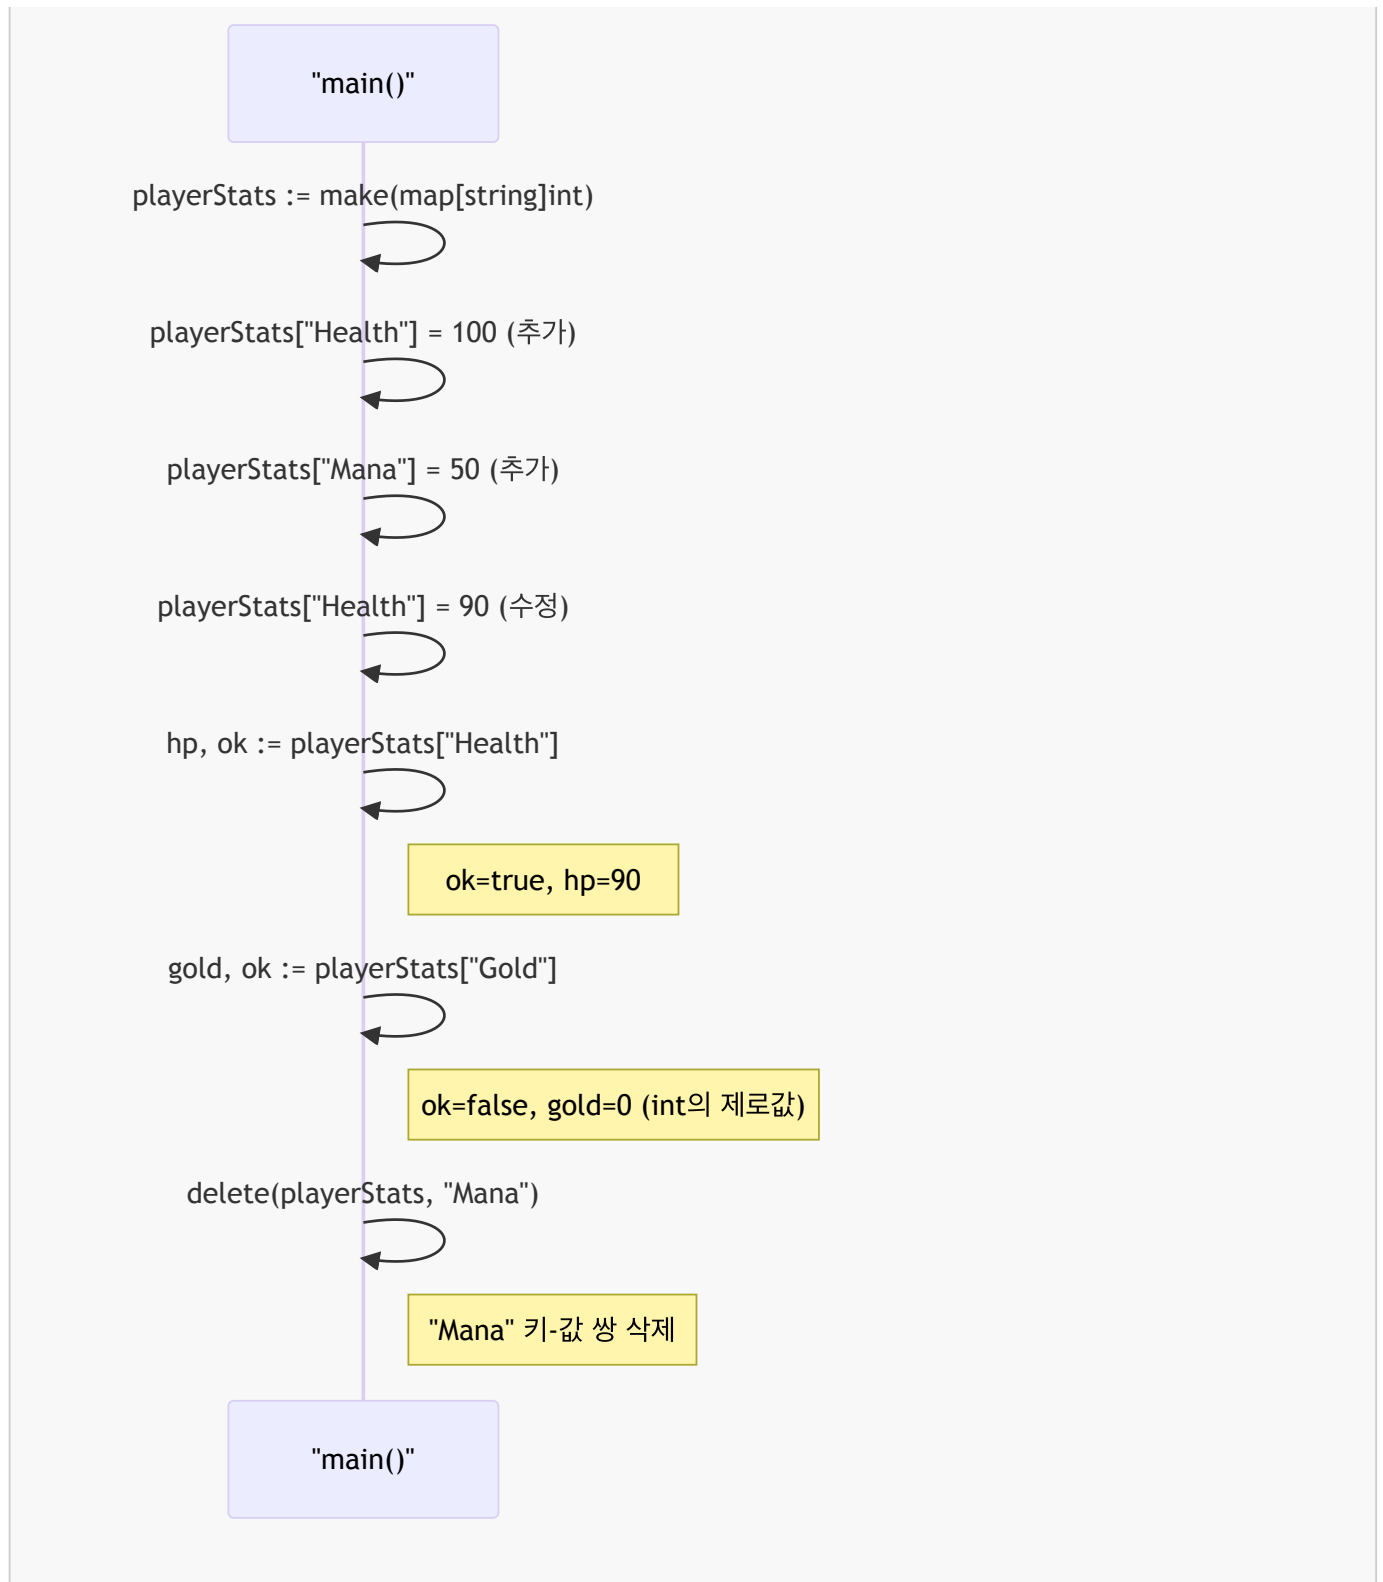 "main()"
playerStats := make(map[string]int)
playerStats["Health"] = 100 (추가)
playerStats["Mana"] = 50 (추가)
playerStats["Health"] = 90 (수정)
hp, ok := playerStats["Health"]
ok=true, hp=90
gold, ok := playerStats["Gold"]
ok=false, gold=0 (int의 제로값)
delete(playerStats, "Mana")
"Mana" 키-값 쌍 삭제
"main()"